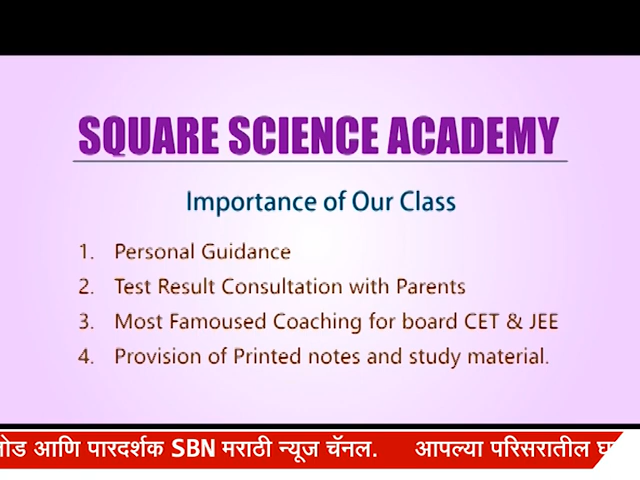 SQUARE SCIENCE ACADEMY
Importance of Our Class
1. Personal Guidance
2. Test Result Consultation with Parents
3. Most Famoused Coaching for board CET & JEE
4. Provision of Printed notes and study material.
आणि पारदर्शक SBN मराठी न्यूज चॅनल. आपल्या परिसरातील